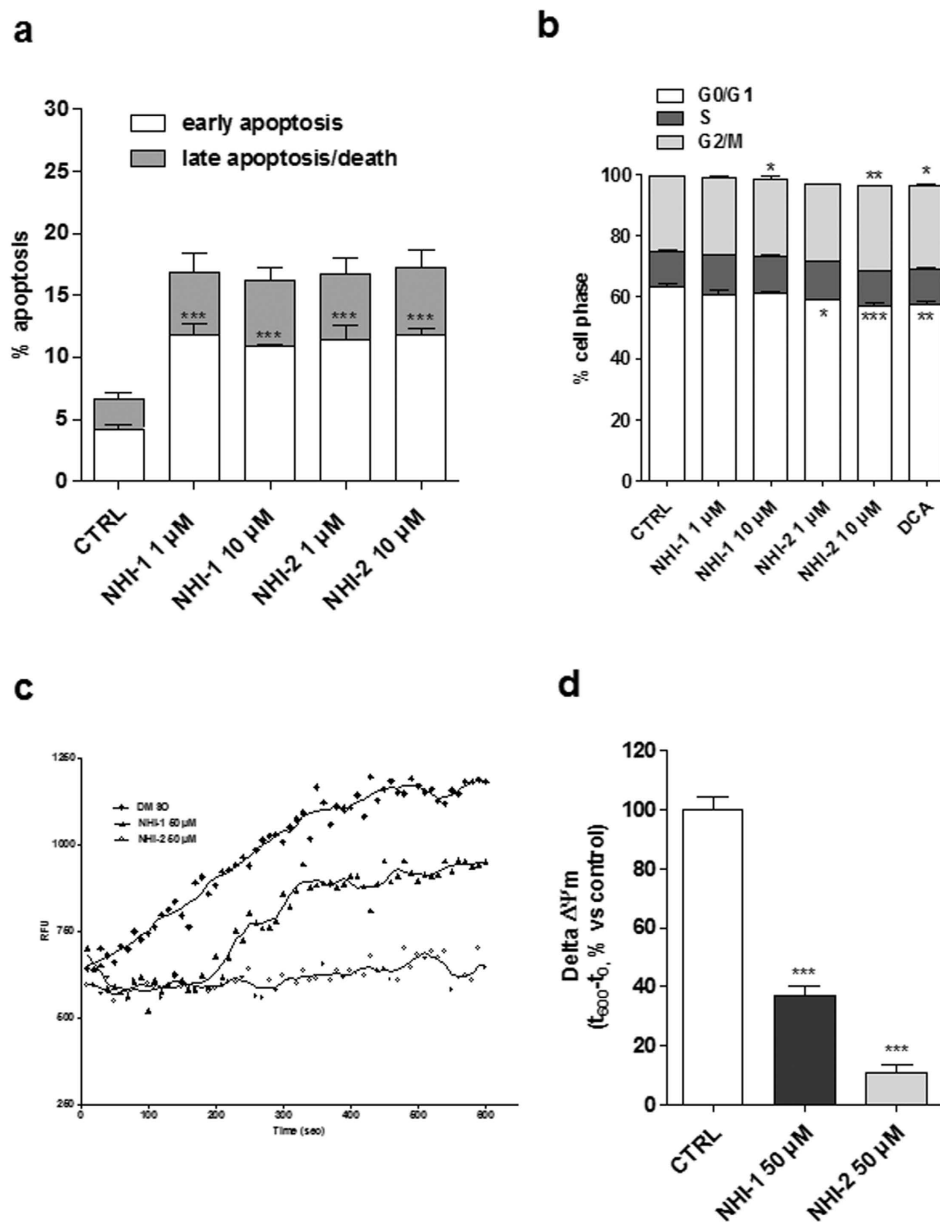 a
30
25
20
15
10
5
0
% apoptosis
early apoptosis
late apoptosis/death
***
***
***
***
CTRL
NHI-1 1 µM
NHI-1 10 µM
NHI-2 1 µM
NHI-2 10 µM
b
G0/G1
S
G2/M
100
80
60
40
20
0
% cell phase
*
**
*
*
***
**
CTRL
NHI-1 1 µM
NHI-1 10 µM
NHI-2 1 µM
NHI-2 10 µM
DCA
c
1250
1000
750
500
250
RFU
DMSO
NHI-1 50 µM
NHI-2 50 µM
0
100
200
300
400
500
600
Time (sec)
d
120
100
80
60
40
20
0
Delta ΔΨm
(t600-t0, % vs control)
***
***
CTRL
NHI-1 50 µM
NHI-2 50 µM